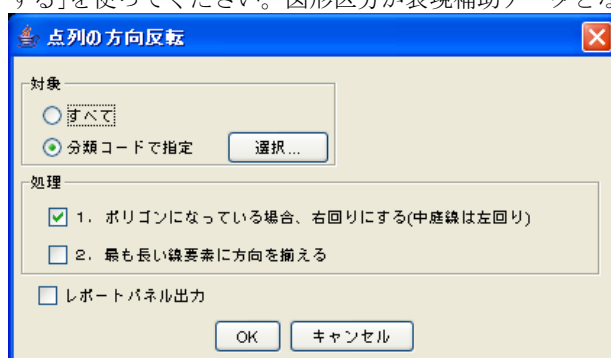 する」を使ってください。図形区分が表現補助データとな
点列の方向反転
対象
すべて
分類コードで指定 選択...
処理
1. ポリゴンになっている場合、右回りにする(中庭線は左回り)
2. 最も長い線要素に方向を揃える
レポートパネル出力
OK キャンセル